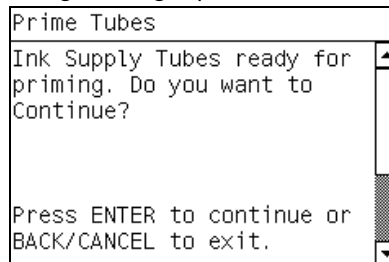 Prime Tubes
Ink Supply Tubes ready for
priming. Do you want to
Continue?
Press ENTER to continue or
BACK/CANCEL to exit.